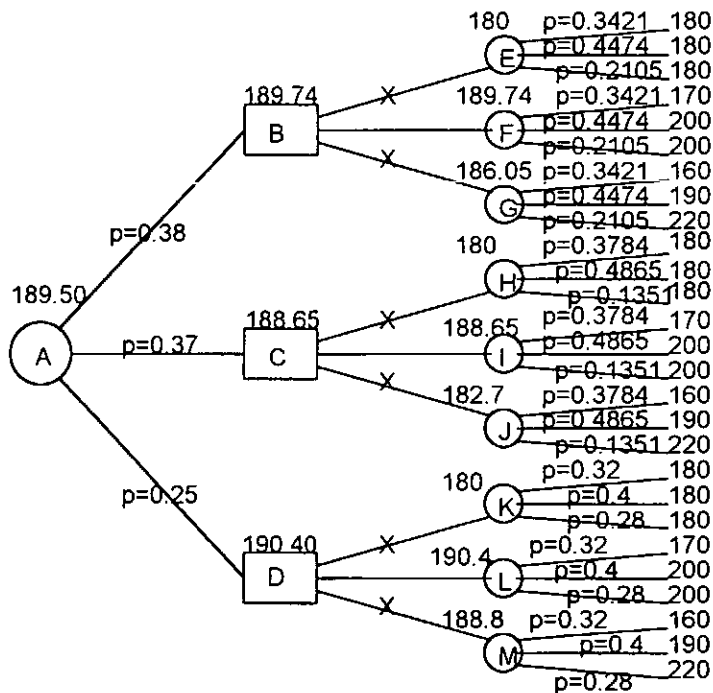 180 p=0.3421 180
E p=0.4474 180
p=0.2105 180
189.74 189.74 p=0.3421 170
B X F p=0.4474 200
p=0.2105 200
X 186.05 p=0.3421 160
G p=0.4474 190
p=0.2105 220
p=0.38
180 p=0.3784 180
H p=0.4865 180
p=0.1351 180
189.50 188.65 X 188.65 p=0.3784 170
A p=0.37 C I p=0.4865 200
p=0.1351 200
X 182.7 p=0.3784 160
J p=0.4865 190
p=0.1351 220
p=0.25
180 p=0.32 180
K p=0.4 180
p=0.28 180
190.40 X 190.4 p=0.32 170
D L p=0.4 200
p=0.28 200
X 188.8 p=0.32 160
M p=0.4 190
p=0.28 220